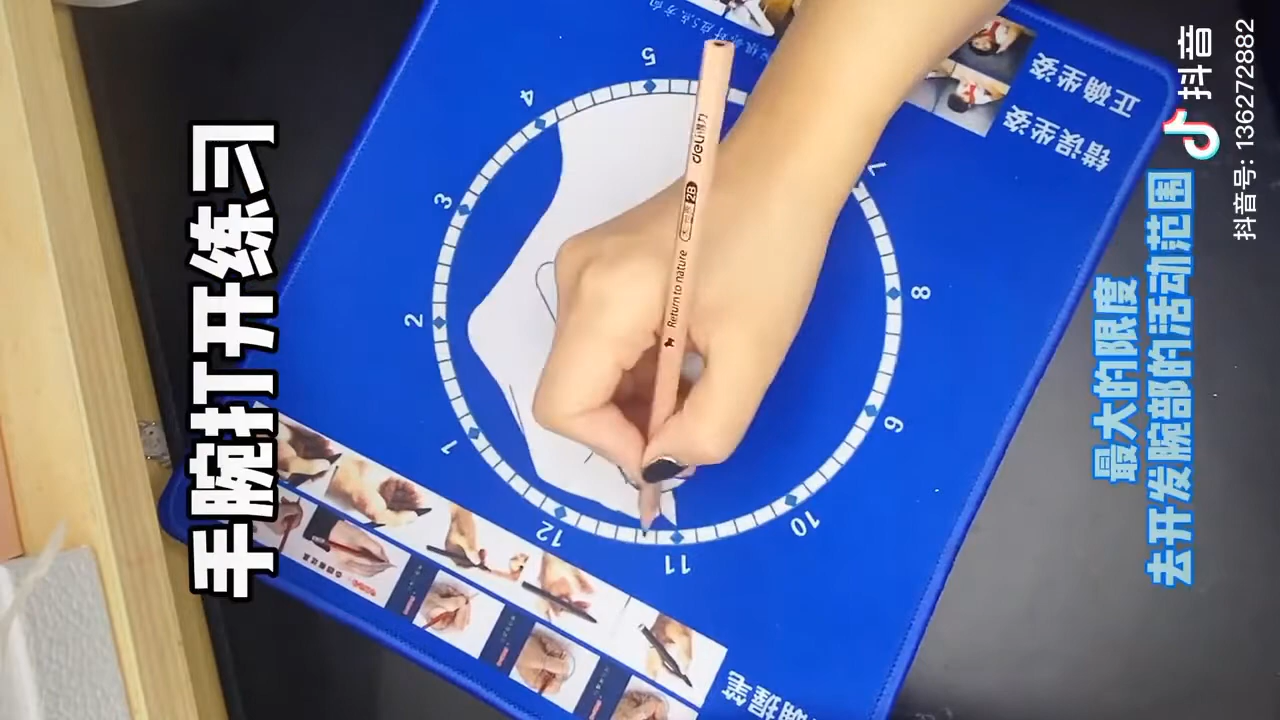 手腕打开练习
最大的限度
去开发腕部的活动范围
抖音
抖音号: 136272882
正确坐姿
错误坐姿
deli得力
2B
Return to nature
1
2
3
4
5
7
8
9
10
11
12
握笔